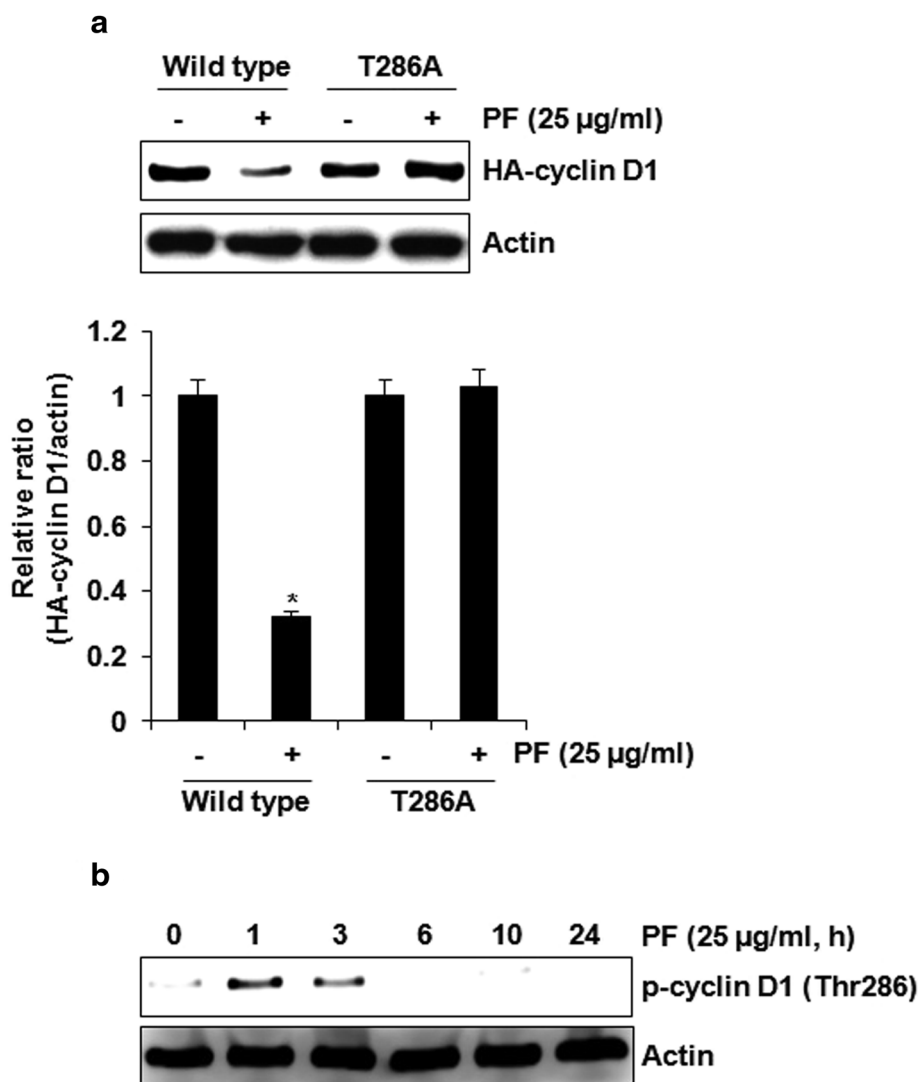 a
Wild type T286A
- + - + PF (25 µg/ml)
HA-cyclin D1
Actin
1.2
1
0.8
0.6
0.4
0.2
0
Relative ratio
(HA-cyclin D1/actin)
*
- + - + PF (25 µg/ml)
Wild type T286A
b
0 1 3 6 10 24 PF (25 µg/ml, h)
p-cyclin D1 (Thr286)
Actin